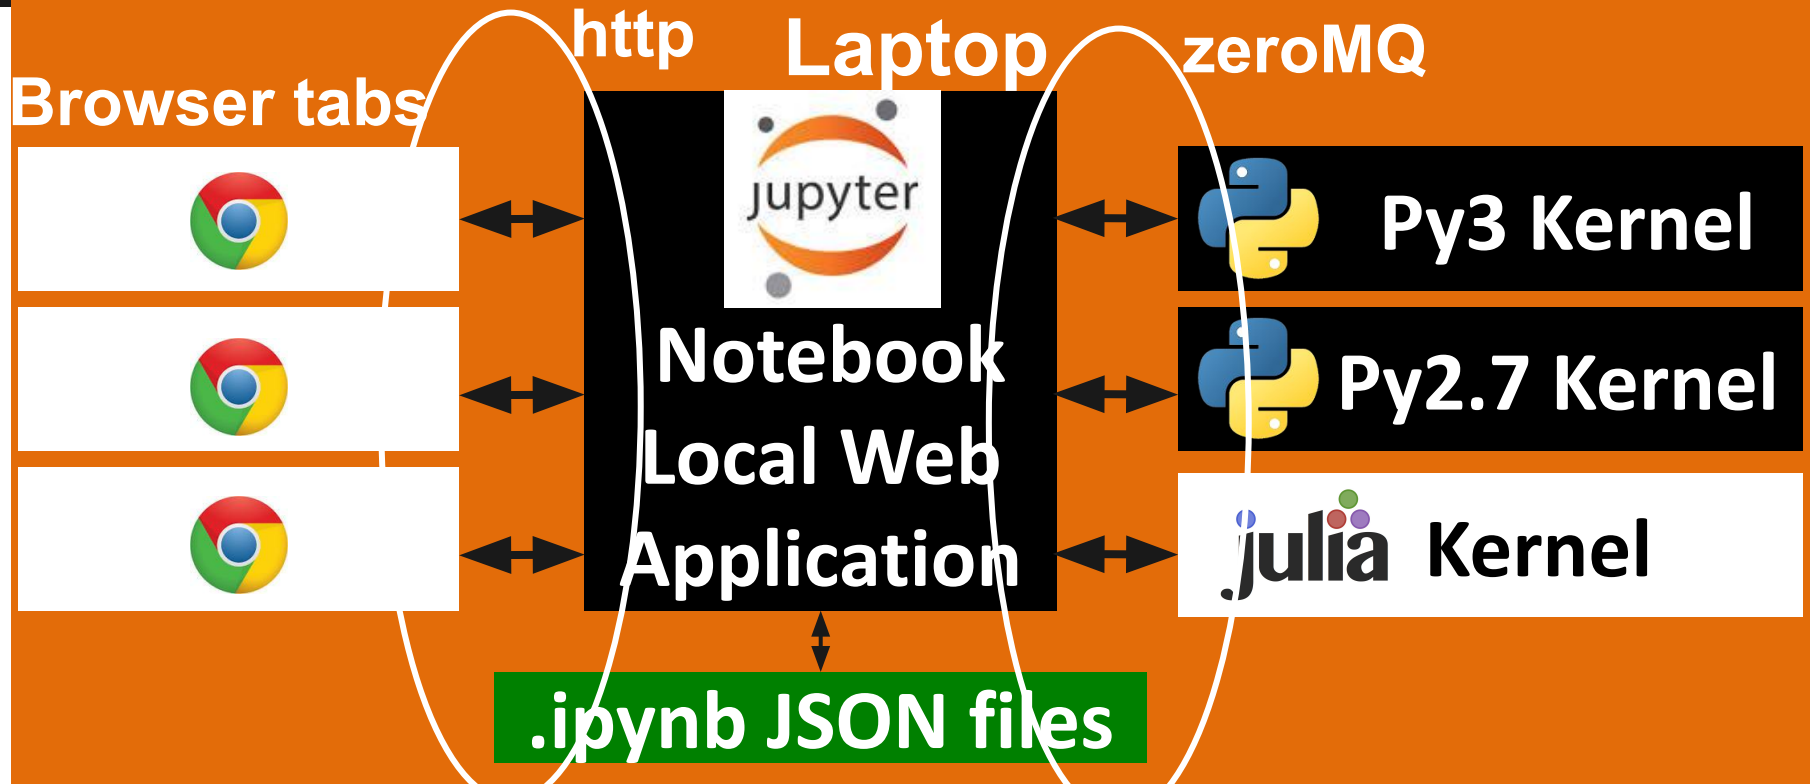 http
Laptop
zeroMQ
Browser tabs
jupyter
Notebook
Local Web
Application
Py3 Kernel
Py2.7 Kernel
julia Kernel
.ipynb JSON files